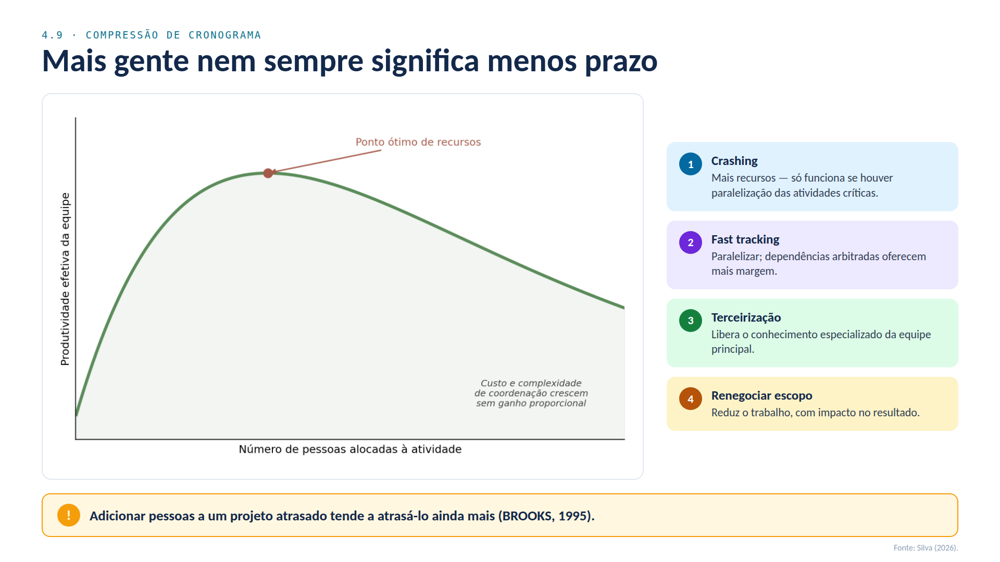 4.9 · COMPRESSÃO DE CRONOGRAMA
Mais gente nem sempre significa menos prazo
Ponto ótimo de recursos
Produtividade efetiva da equipe
Custo e complexidade
de coordenação crescem
sem ganho proporcional
Número de pessoas alocadas à atividade
1
Crashing
Mais recursos — só funciona se houver
paralelização das atividades críticas.
2
Fast tracking
Paralelizar; dependências arbitradas oferecem
mais margem.
3
Terceirização
Libera o conhecimento especializado da equipe
principal.
4
Renegociar escopo
Reduz o trabalho, com impacto no resultado.
! Adicionar pessoas a um projeto atrasado tende a atrasá-lo ainda mais (BROOKS, 1995).
Fonte: Silva (2026).